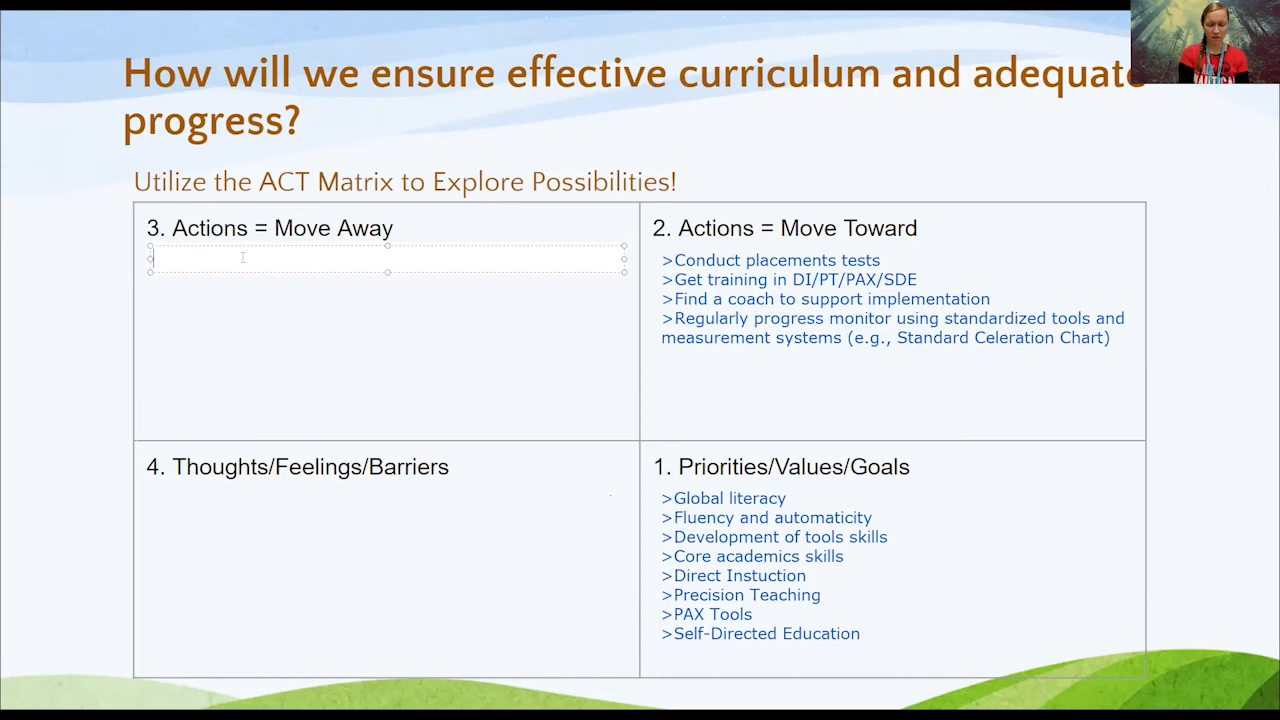 How will we ensure effective curriculum and adequate
progress?
Utilize the ACT Matrix to Explore Possibilities!
3. Actions = Move Away
2. Actions = Move Toward
>Conduct placements tests
>Get training in DI/PT/PAX/SDE
>Find a coach to support implementation
>Regularly progress monitor using standardized tools and
measurement systems (e.g., Standard Celeration Chart)
4. Thoughts/Feelings/Barriers
1. Priorities/Values/Goals
>Global literacy
>Fluency and automaticity
>Development of tools skills
>Core academics skills
>Direct Instuction
>Precision Teaching
>PAX Tools
>Self-Directed Education